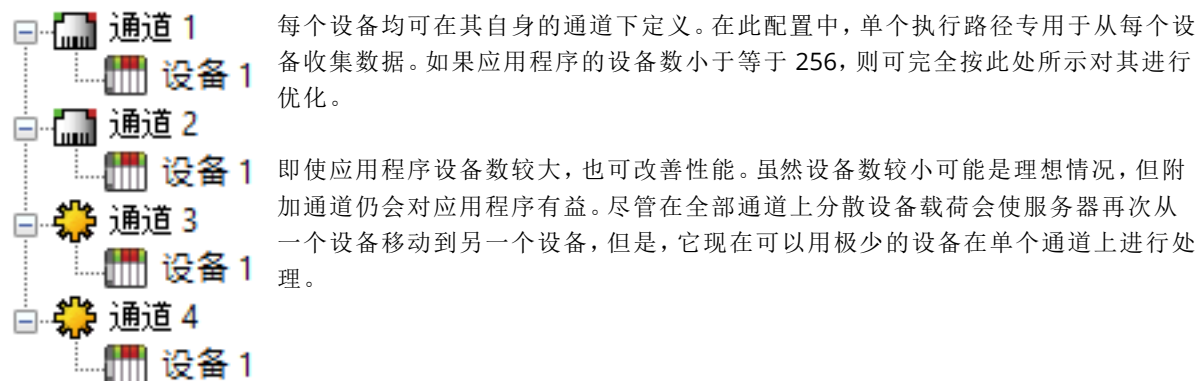 通道 1
设备 1
通道 2
设备 1
通道 3
设备 1
通道 4
设备 1
每个设备均可在其自身的通道下定义。在此配置中，单个执行路径专用于从每个设
备收集数据。如果应用程序的设备数小于等于 256，则可完全按此处所示对其进行
优化。
即使应用程序设备数较大，也可改善性能。虽然设备数较小可能是理想情况，但附
加通道仍会对应用程序有益。尽管在全部通道上分散设备载荷会使服务器再次从
一个设备移动到另一个设备，但是，它现在可以用极少的设备在单个通道上进行处
理。